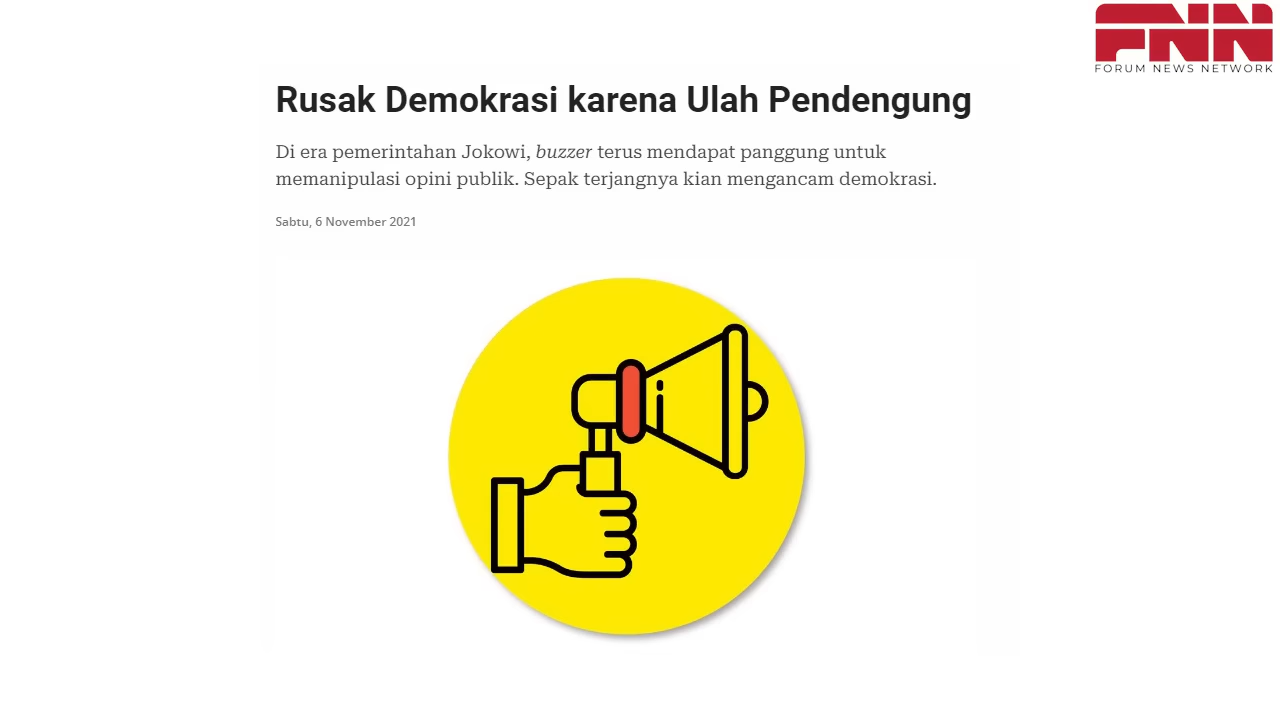 FNN
FORUM NEWS NETWORK
Rusak Demokrasi karena Ulah Pendengung
Di era pemerintahan Jokowi, buzzer terus mendapat panggung untuk
memanipulasi opini publik. Sepak terjangnya kian mengancam demokrasi.
Sabtu, 6 November 2021